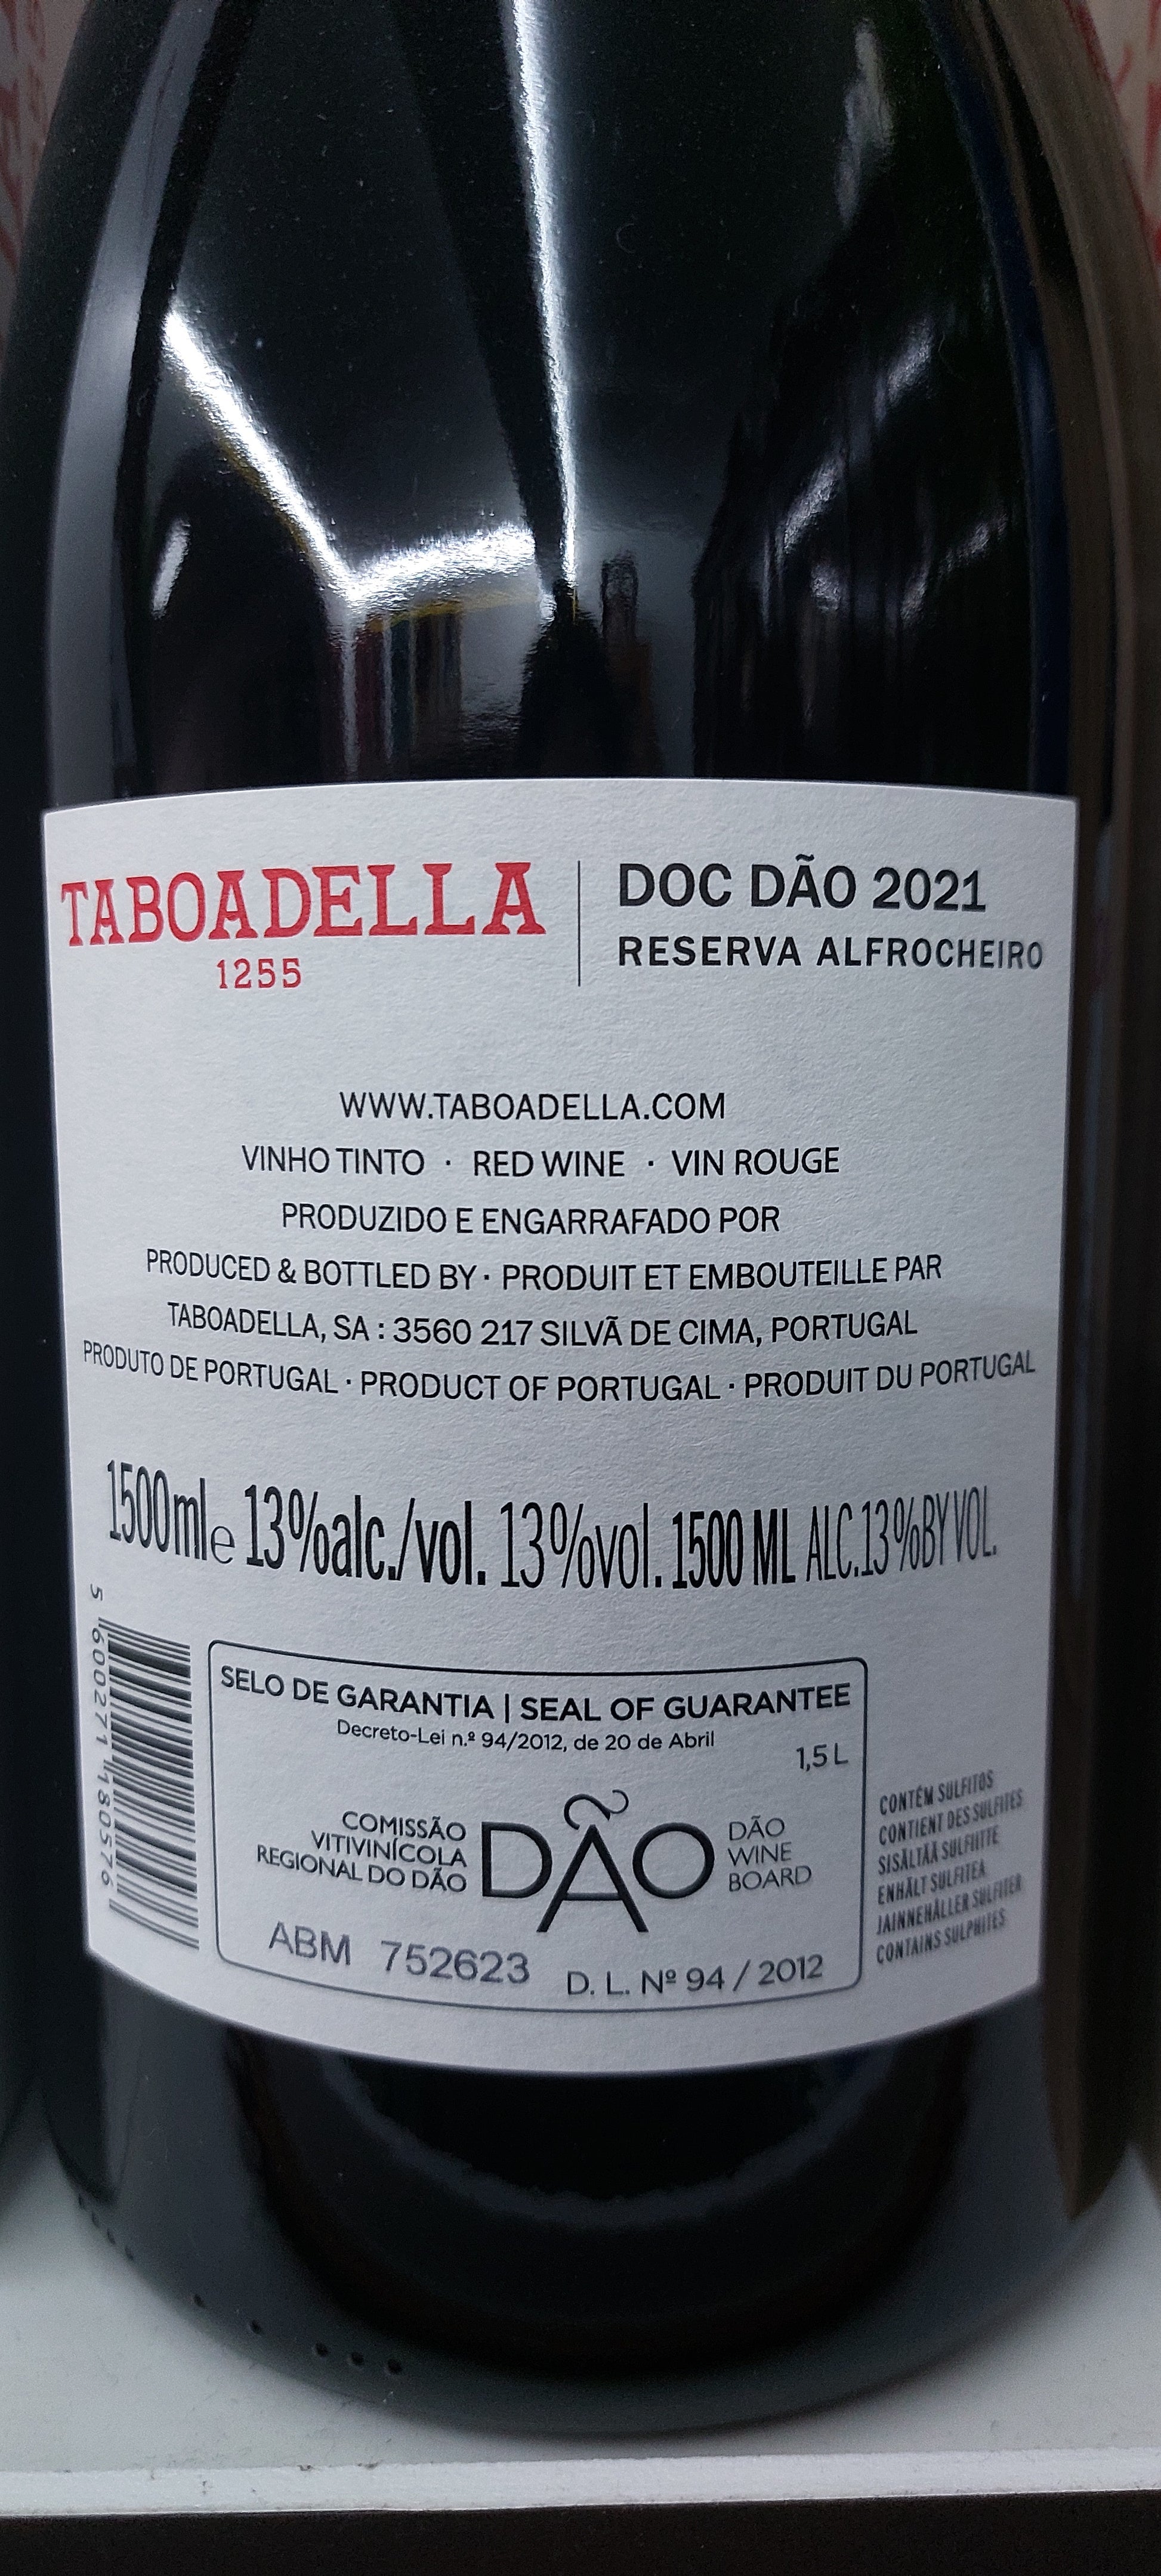 TABOADELLA
1255
DOC DÃO 2021
RESERVA ALFROCHEIRO
WWW.TABOADELLA.COM
VINHO TINTO · RED WINE · VIN ROUGE
PRODUZIDO E ENGARRAFADO POR
PRODUCED & BOTTLED BY · PRODUIT ET EMBOUTEILLE PAR
TABOADELLA, SA : 3560 217 SILVÃ DE CIMA, PORTUGAL
PRODUTO DE PORTUGAL · PRODUCT OF PORTUGAL · PRODUIT DU PORTUGAL
1500mle 13%alc./vol. 13%vol. 1500 ML ALC.13%BY VOL.
5 600271 180576
SELO DE GARANTIA | SEAL OF GUARANTEE
Decreto-Lei n.º 94/2012, de 20 de Abril
1,5 L
COMISSÃO
VITIVINÍCOLA
REGIONAL DO DÃO
DÃO
DÃO
WINE
BOARD
ABM 752623
D. L. Nº 94 / 2012
CONTÉM SULFITOS
CONTIENT DES SULFITES
SISÄLTÄÄ SULFIITTE
ENHÄLT SULFITEA
JAINNEHÅLLER SULFITER
CONTAINS SULPHITES